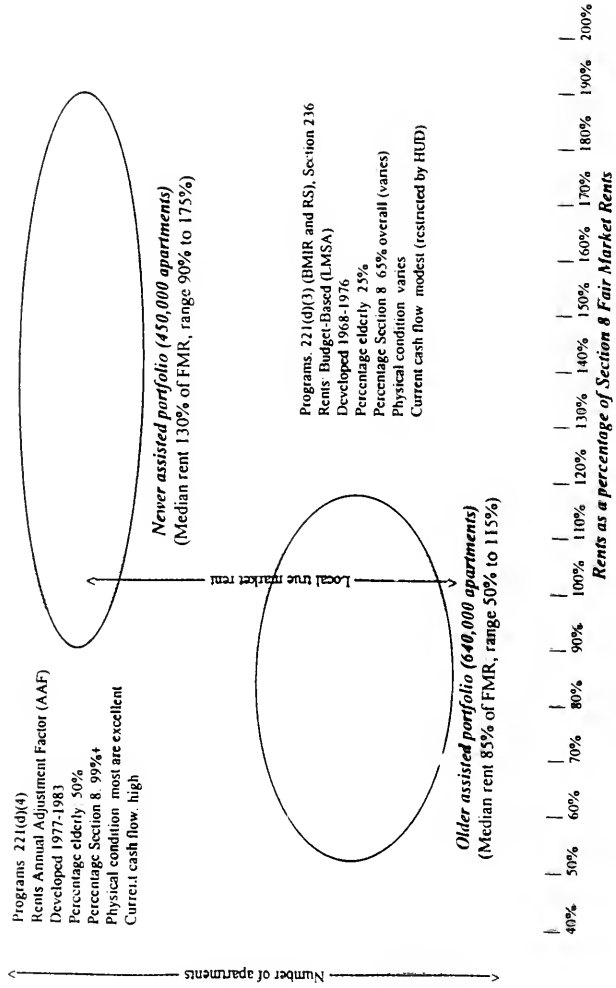 Programs 221(d)(4)
Rents Annual Adjustment Factor (AAF)
Developed 1977-1983
Percentage elderly 50%
Percentage Section 8. 99%+
Physical condition most are excellent
Current cash flow. high
Newer assisted portfolio (450,000 apartments)
(Median rent 130% of FMR, range 90% to 175%)
Number of apartments
Local true market rent
Programs. 221(d)(3) (BMIR and RS), Section 236
Rents Budget-Based (LMSA)
Developed 1968-1976
Percentage elderly 25%
Percentage Section 8 65% overall (varies)
Physical condition varies
Current cash flow modest (restricted by HUD)
Older assisted portfolio (640,000 apartments)
(Median rent 85% of FMR, range 50% to 115%)
40% 50% 60% 70% 80% 90% 100% 110% 120% 130% 140% 150% 160% 170% 180% 190% 200%
Rents as a percentage of Section 8 Fair Market Rents